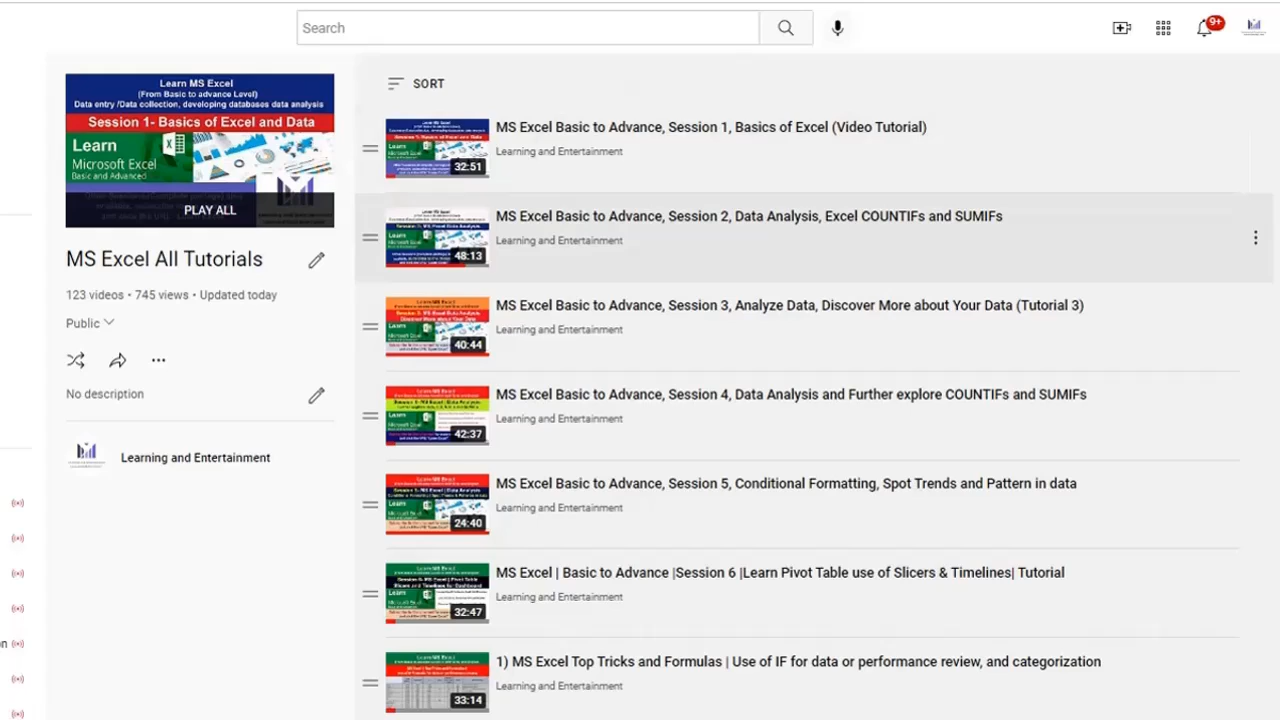 Search
9+
Learn MS Excel
(From Basic to advance Level)
Data entry /Data collection, developing databases data analysis
Session 1- Basics of Excel and Data
Learn
Microsoft Excel
Basic and Advanced
PLAY ALL
MS Excel All Tutorials
123 videos • 745 views • Updated today
Public
No description
Learning and Entertainment
SORT
32:51
MS Excel Basic to Advance, Session 1, Basics of Excel (Video Tutorial)
Learning and Entertainment
48:13
MS Excel Basic to Advance, Session 2, Data Analysis, Excel COUNTIFs and SUMIFs
Learning and Entertainment
40:44
MS Excel Basic to Advance, Session 3, Analyze Data, Discover More about Your Data (Tutorial 3)
Learning and Entertainment
42:37
MS Excel Basic to Advance, Session 4, Data Analysis and Further explore COUNTIFs and SUMIFs
Learning and Entertainment
24:40
MS Excel Basic to Advance, Session 5, Conditional Formatting, Spot Trends and Pattern in data
Learning and Entertainment
32:47
MS Excel | Basic to Advance |Session 6 |Learn Pivot Table Insert Slicers & Timelines| Tutorial
Learning and Entertainment
33:14
1) MS Excel Top Tricks and Formulas | Use of IF for data or performance review, and categorization
Learning and Entertainment